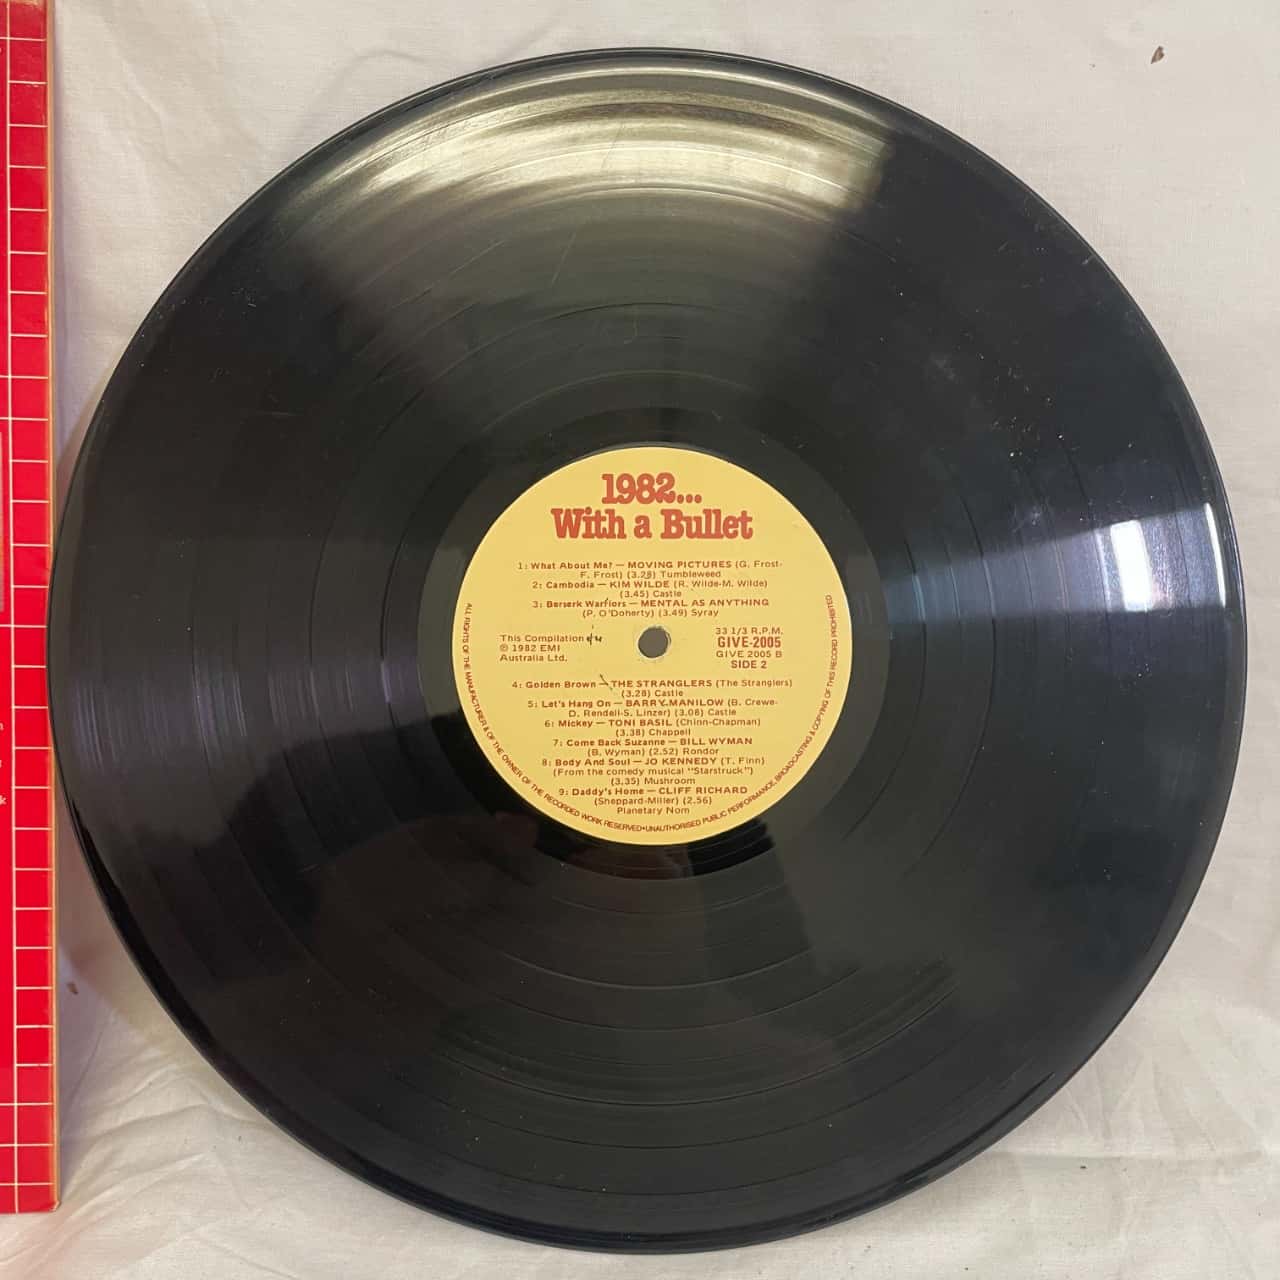 1982...
With a Bullet
1: What About Me? — MOVING PICTURES (G. Frost-
F. Frost) (3.28) Tumbleweed
2: Cambodia — KIM WILDE (R. Wilde-M. Wilde)
(3.45) Castle
3: Berserk Warriors — MENTAL AS ANYTHING
(P. O'Doherty) (3.49) Syray
This Compilation
℗ 1982 EMI
Australia Ltd.
33 1/3 R.P.M.
GIVE-2005
GIVE 2005 B
SIDE 2
4: Golden Brown — THE STRANGLERS (The Stranglers)
(3.28) Castle
5: Let's Hang On — BARRY MANILOW (B. Crewe-
D. Rendell-S. Linzer) (3.08) Castle
6: Mickey — TONI BASIL (Chinn-Chapman)
(3.38) Chappell
7: Come Back Suzanne — BILL WYMAN
(B. Wyman) (2.52) Rondor
8: Body And Soul — JO KENNEDY (T. Finn)
(From the comedy musical "Starstruck")
(3.35) Mushroom
9: Daddy's Home — CLIFF RICHARD
(Sheppard-Miller) (2.56)
Planetary Nom
ALL RIGHTS OF THE MANUFACTURER & OF THE OWNER OF THE RECORDED WORK RESERVED•UNAUTHORISED PUBLIC PERFORMANCE, BROADCASTING & COPYING OF THIS RECORD PROHIBITED